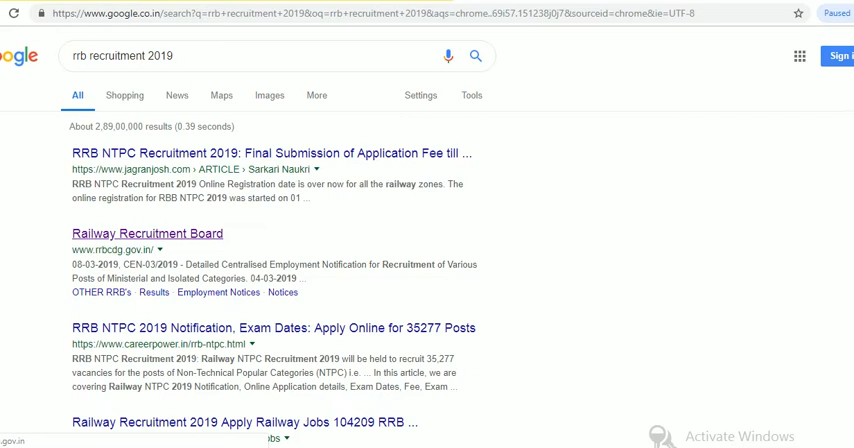 https://www.google.co.in/search?q=rrb+recruitment+2019&oq=rrb+recruitment+2019&aqs=chrome..69i57.151238j0j7&sourceid=chrome&ie=UTF-8 Paused
ogle rrb recruitment 2019 Sign i
All Shopping News Maps Images More Settings Tools
About 2,89,00,000 results (0.39 seconds)
RRB NTPC Recruitment 2019: Final Submission of Application Fee till ...
https://www.jagranjosh.com › ARTICLE › Sarkari Naukri
RRB NTPC Recruitment 2019 Online Registration date is over now for all the railway zones. The
online registration for RBB NTPC 2019 was started on 01 ...
Railway Recruitment Board
www.rrbcdg.gov.in/
08-03-2019, CEN-03/2019 - Detailed Centralised Employment Notification for Recruitment of Various
Posts of Ministerial and Isolated Categories. 04-03-2019 ...
OTHER RRB's · Results · Employment Notices · Notices
RRB NTPC 2019 Notification, Exam Dates: Apply Online for 35277 Posts
https://www.careerpower.in/rrb-ntpc.html
RRB NTPC Recruitment 2019: Railway NTPC Recruitment 2019 will be held to recruit 35,277
vacancies for the posts of Non-Technical Popular Categories (NTPC) i.e. ... In this article, we are
covering Railway NTPC 2019 Notification, Online Application details, Exam Dates, Fee, Exam ...
Railway Recruitment 2019 Apply Railway Jobs 104209 RRB ...
obs
.gov.in
Activate Windows